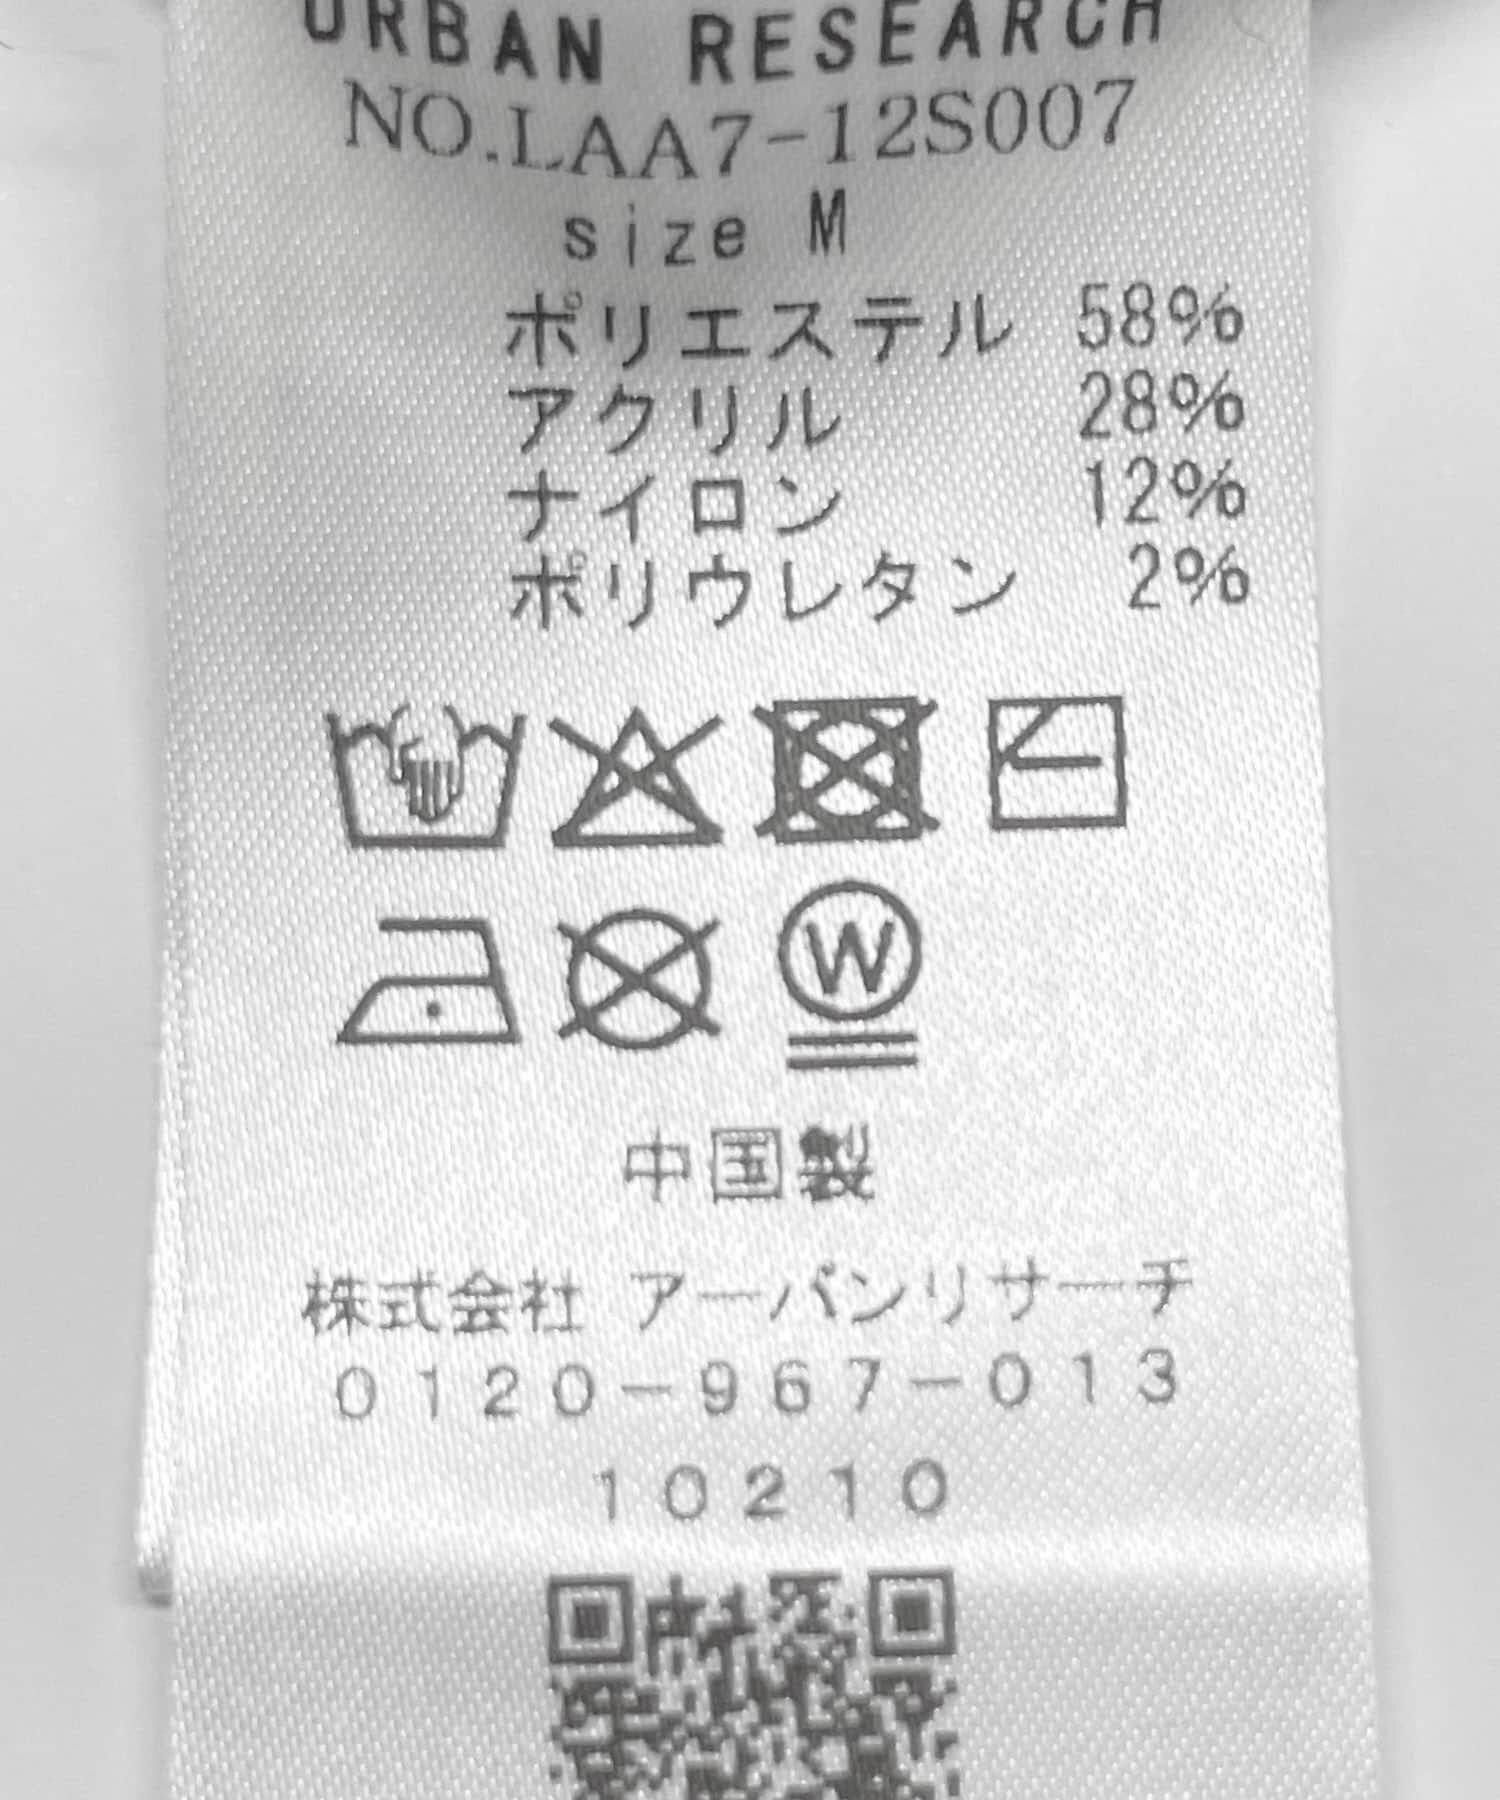 URBAN RESEARCH
NO.LAA7-12S007
size M
ポリエステル 58%
アクリル 28%
ナイロン 12%
ポリウレタン 2%
W
中国製
株式会社 アーバンリサーチ
0120-967-013
10210